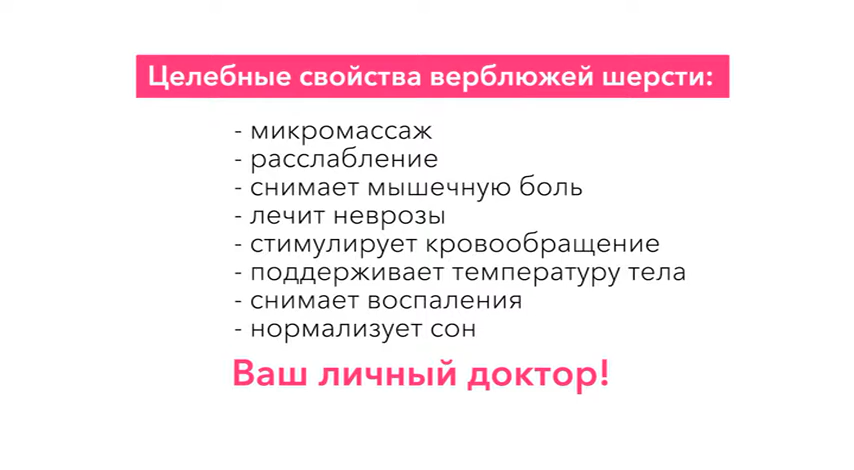 Целебные свойства верблюжей шерсти:
- микромассаж
- расслабление
- снимает мышечную боль
- лечит неврозы
- стимулирует кровообращение
- поддерживает температуру тела
- снимает воспаления
- нормализует сон
Ваш личный доктор!